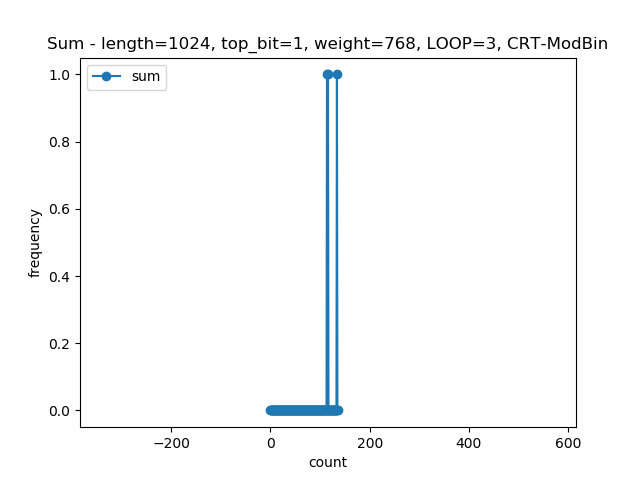 Sum - length=1024, top_bit=1, weight=768, LOOP=3, CRT-ModBin
sum
1.0
0.8
0.6
0.4
0.2
0.0
frequency
−200
0
200
400
600
count